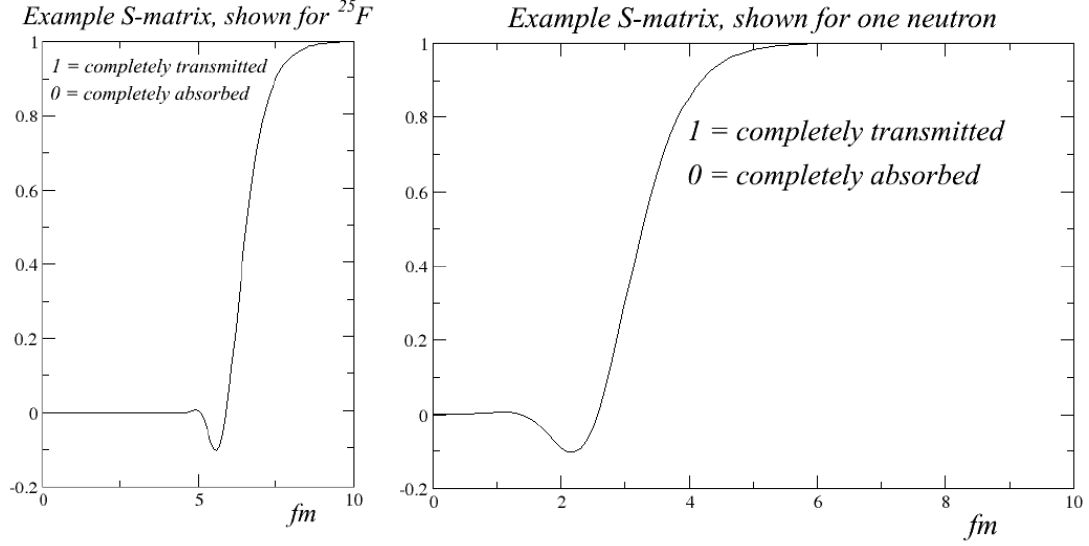 Example S-matrix, shown for ²⁵F
1 = completely transmitted
0 = completely absorbed
1
0.8
0.6
0.4
0.2
0
-0.2
0
5
10
fm
Example S-matrix, shown for one neutron
1 = completely transmitted
0 = completely absorbed
1
0.8
0.6
0.4
0.2
0
-0.2
0
2
4
6
8
10
fm